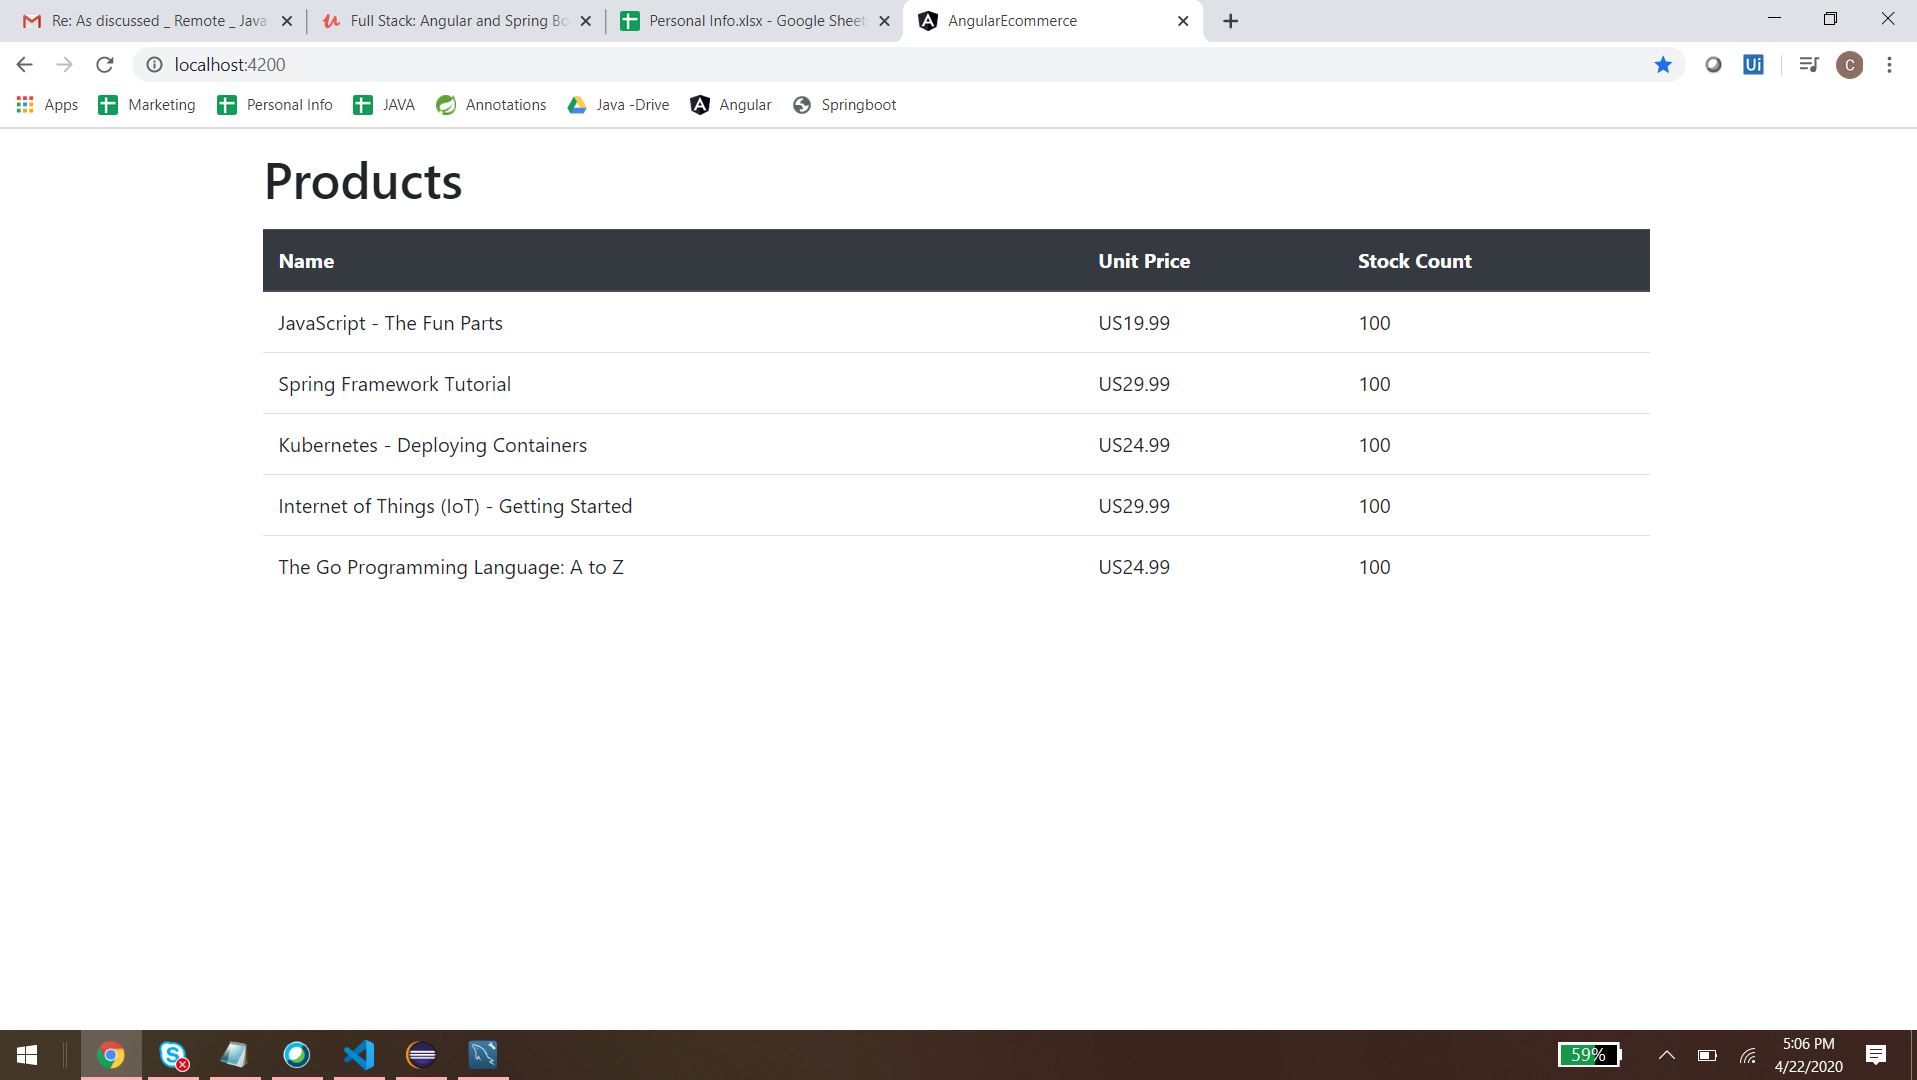 Re: As discussed _ Remote _ Java
Full Stack: Angular and Spring Bo
Personal Info.xlsx - Google Sheet
AngularEcommerce
localhost:4200
Ui
C
Apps Marketing Personal Info JAVA Annotations Java -Drive Angular Springboot
Products
Name Unit Price Stock Count
JavaScript - The Fun Parts US19.99 100
Spring Framework Tutorial US29.99 100
Kubernetes - Deploying Containers US24.99 100
Internet of Things (IoT) - Getting Started US29.99 100
The Go Programming Language: A to Z US24.99 100
59%
5:06 PM
4/22/2020